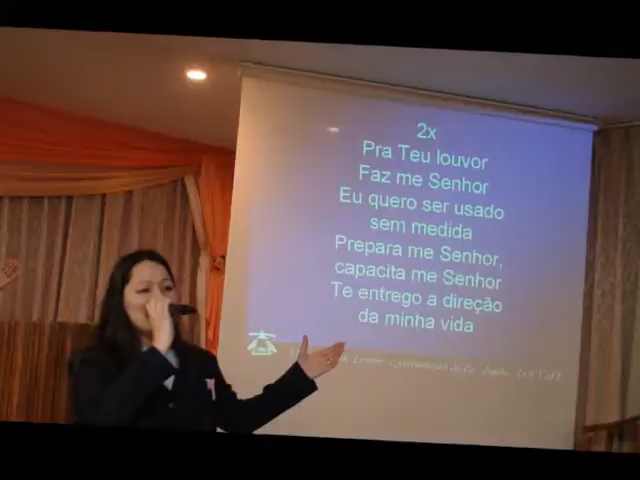 2x
Pra Teu louvor
Faz me Senhor
Eu quero ser usado
sem medida
Prepara me Senhor,
capacita me Senhor
Te entrego a direção
da minha vida